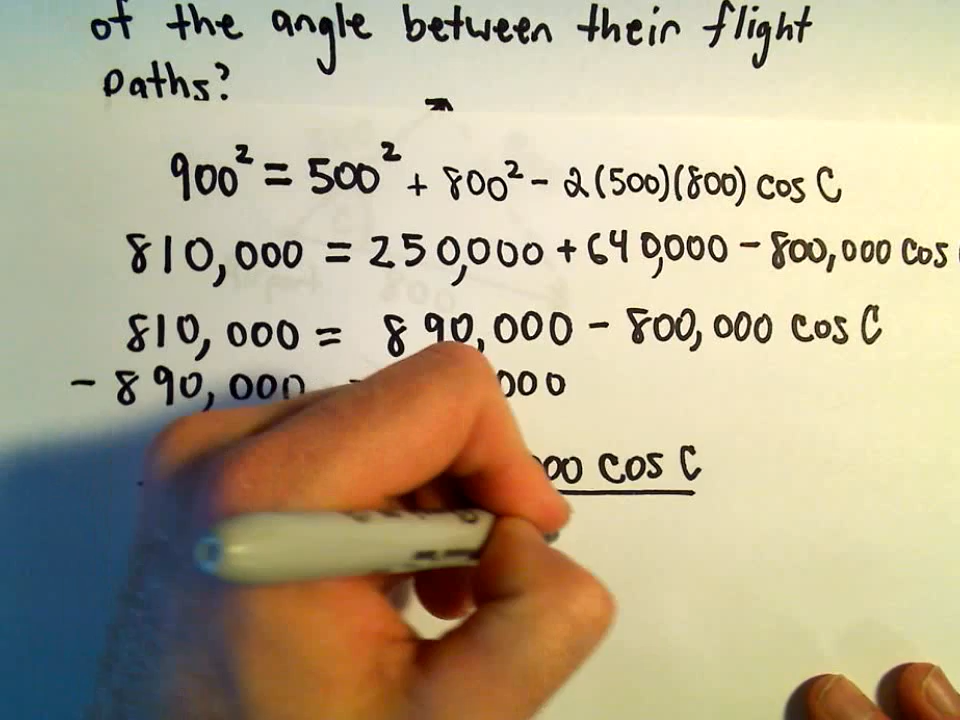 of the angle between their flight
paths?
900² = 500² + 800² - 2(500)(800) cos C
810,000 = 250,000 + 640,000 - 800,000 cos
810,000 = 890,000 - 800,000 cos C
- 890,000 000
00 cos C